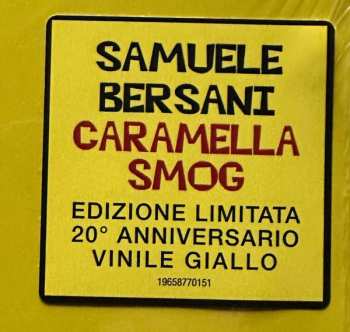 SAMUELE
BERSANI
CARAMELLA
SMOG
EDIZIONE LIMITATA
20° ANNIVERSARIO
VINILE GIALLO
19658770151